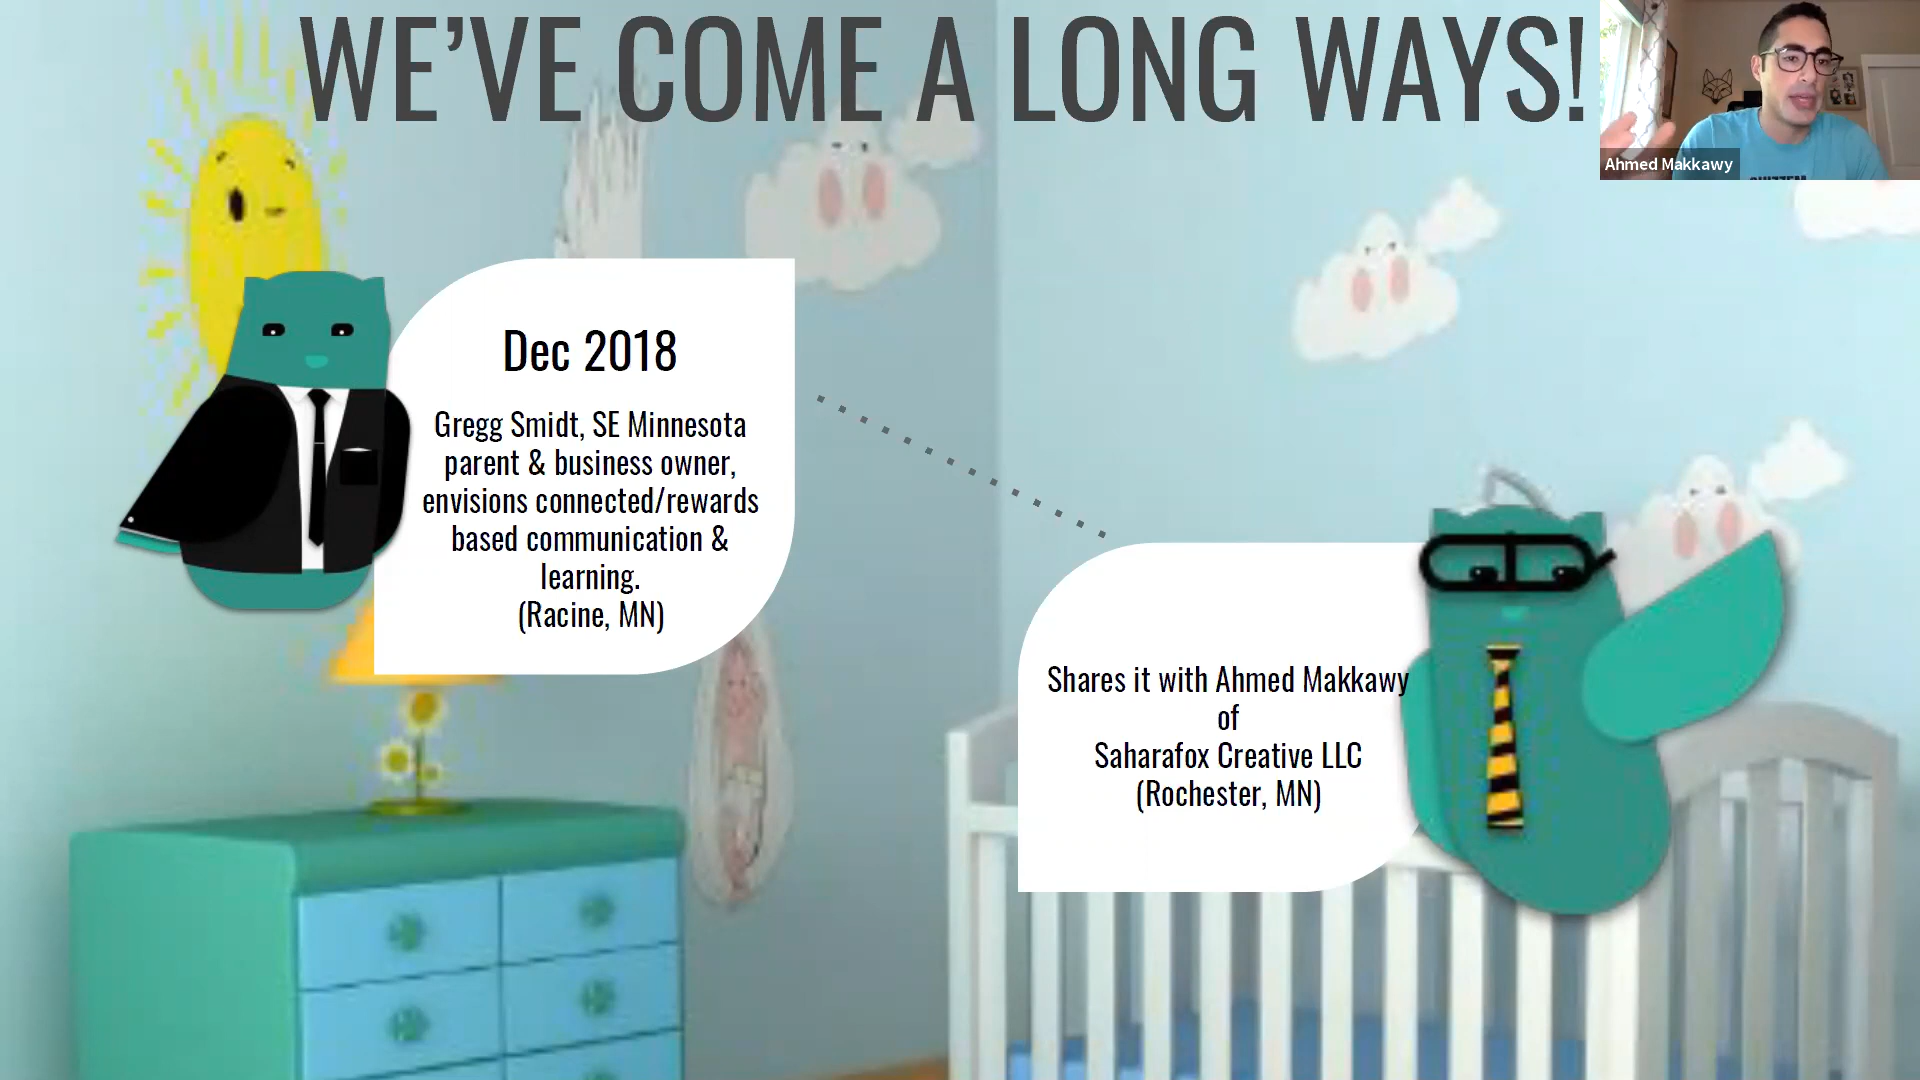 WE’VE COME A LONG WAYS!
Ahmed Makkawy
Dec 2018
Gregg Smidt, SE Minnesota
parent & business owner,
envisions connected/rewards
based communication &
learning.
(Racine, MN)
Shares it with Ahmed Makkawy
of
Saharafox Creative LLC
(Rochester, MN)